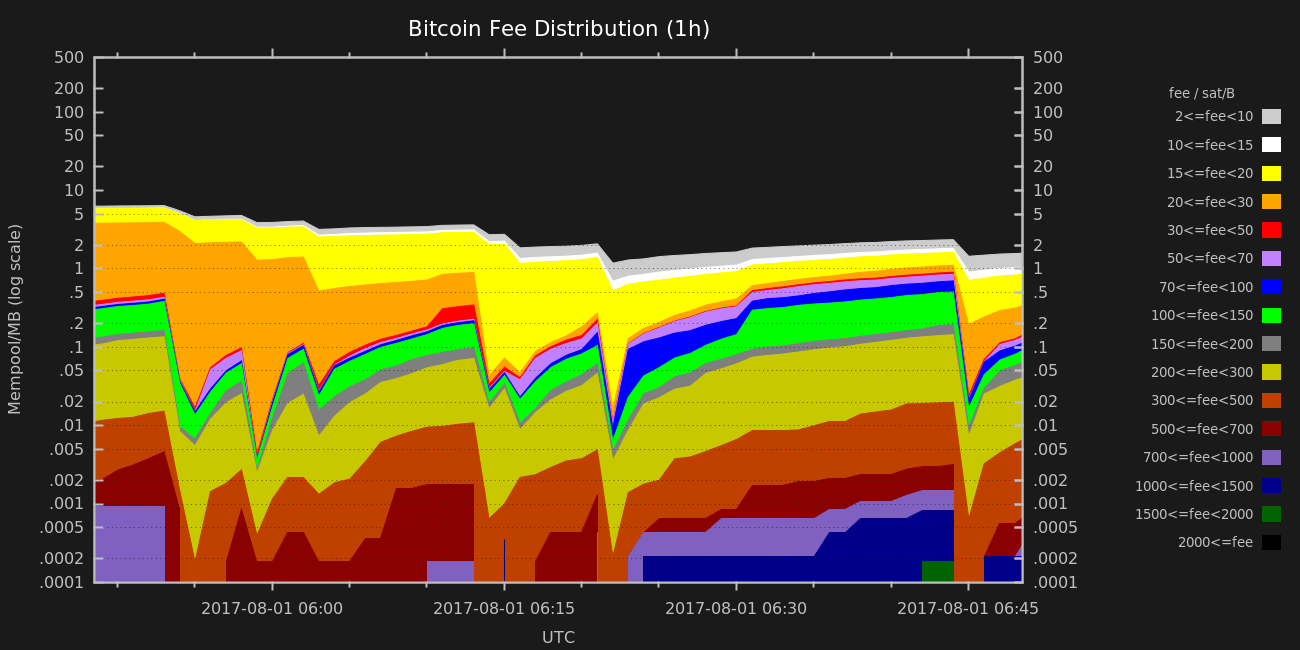 Bitcoin Fee Distribution (1h)
Mempool/MB (log scale)
500
200
100
50
20
10
5
2
1
.5
.2
.1
.05
.02
.01
.005
.002
.001
.0005
.0002
.0001
500
200
100
50
20
10
5
2
1
.5
.2
.1
.05
.02
.01
.005
.002
.001
.0005
.0002
.0001
2017-08-01 06:00
2017-08-01 06:15
2017-08-01 06:30
2017-08-01 06:45
UTC
fee / sat/B
2<=fee<10
10<=fee<15
15<=fee<20
20<=fee<30
30<=fee<50
50<=fee<70
70<=fee<100
100<=fee<150
150<=fee<200
200<=fee<300
300<=fee<500
500<=fee<700
700<=fee<1000
1000<=fee<1500
1500<=fee<2000
2000<=fee